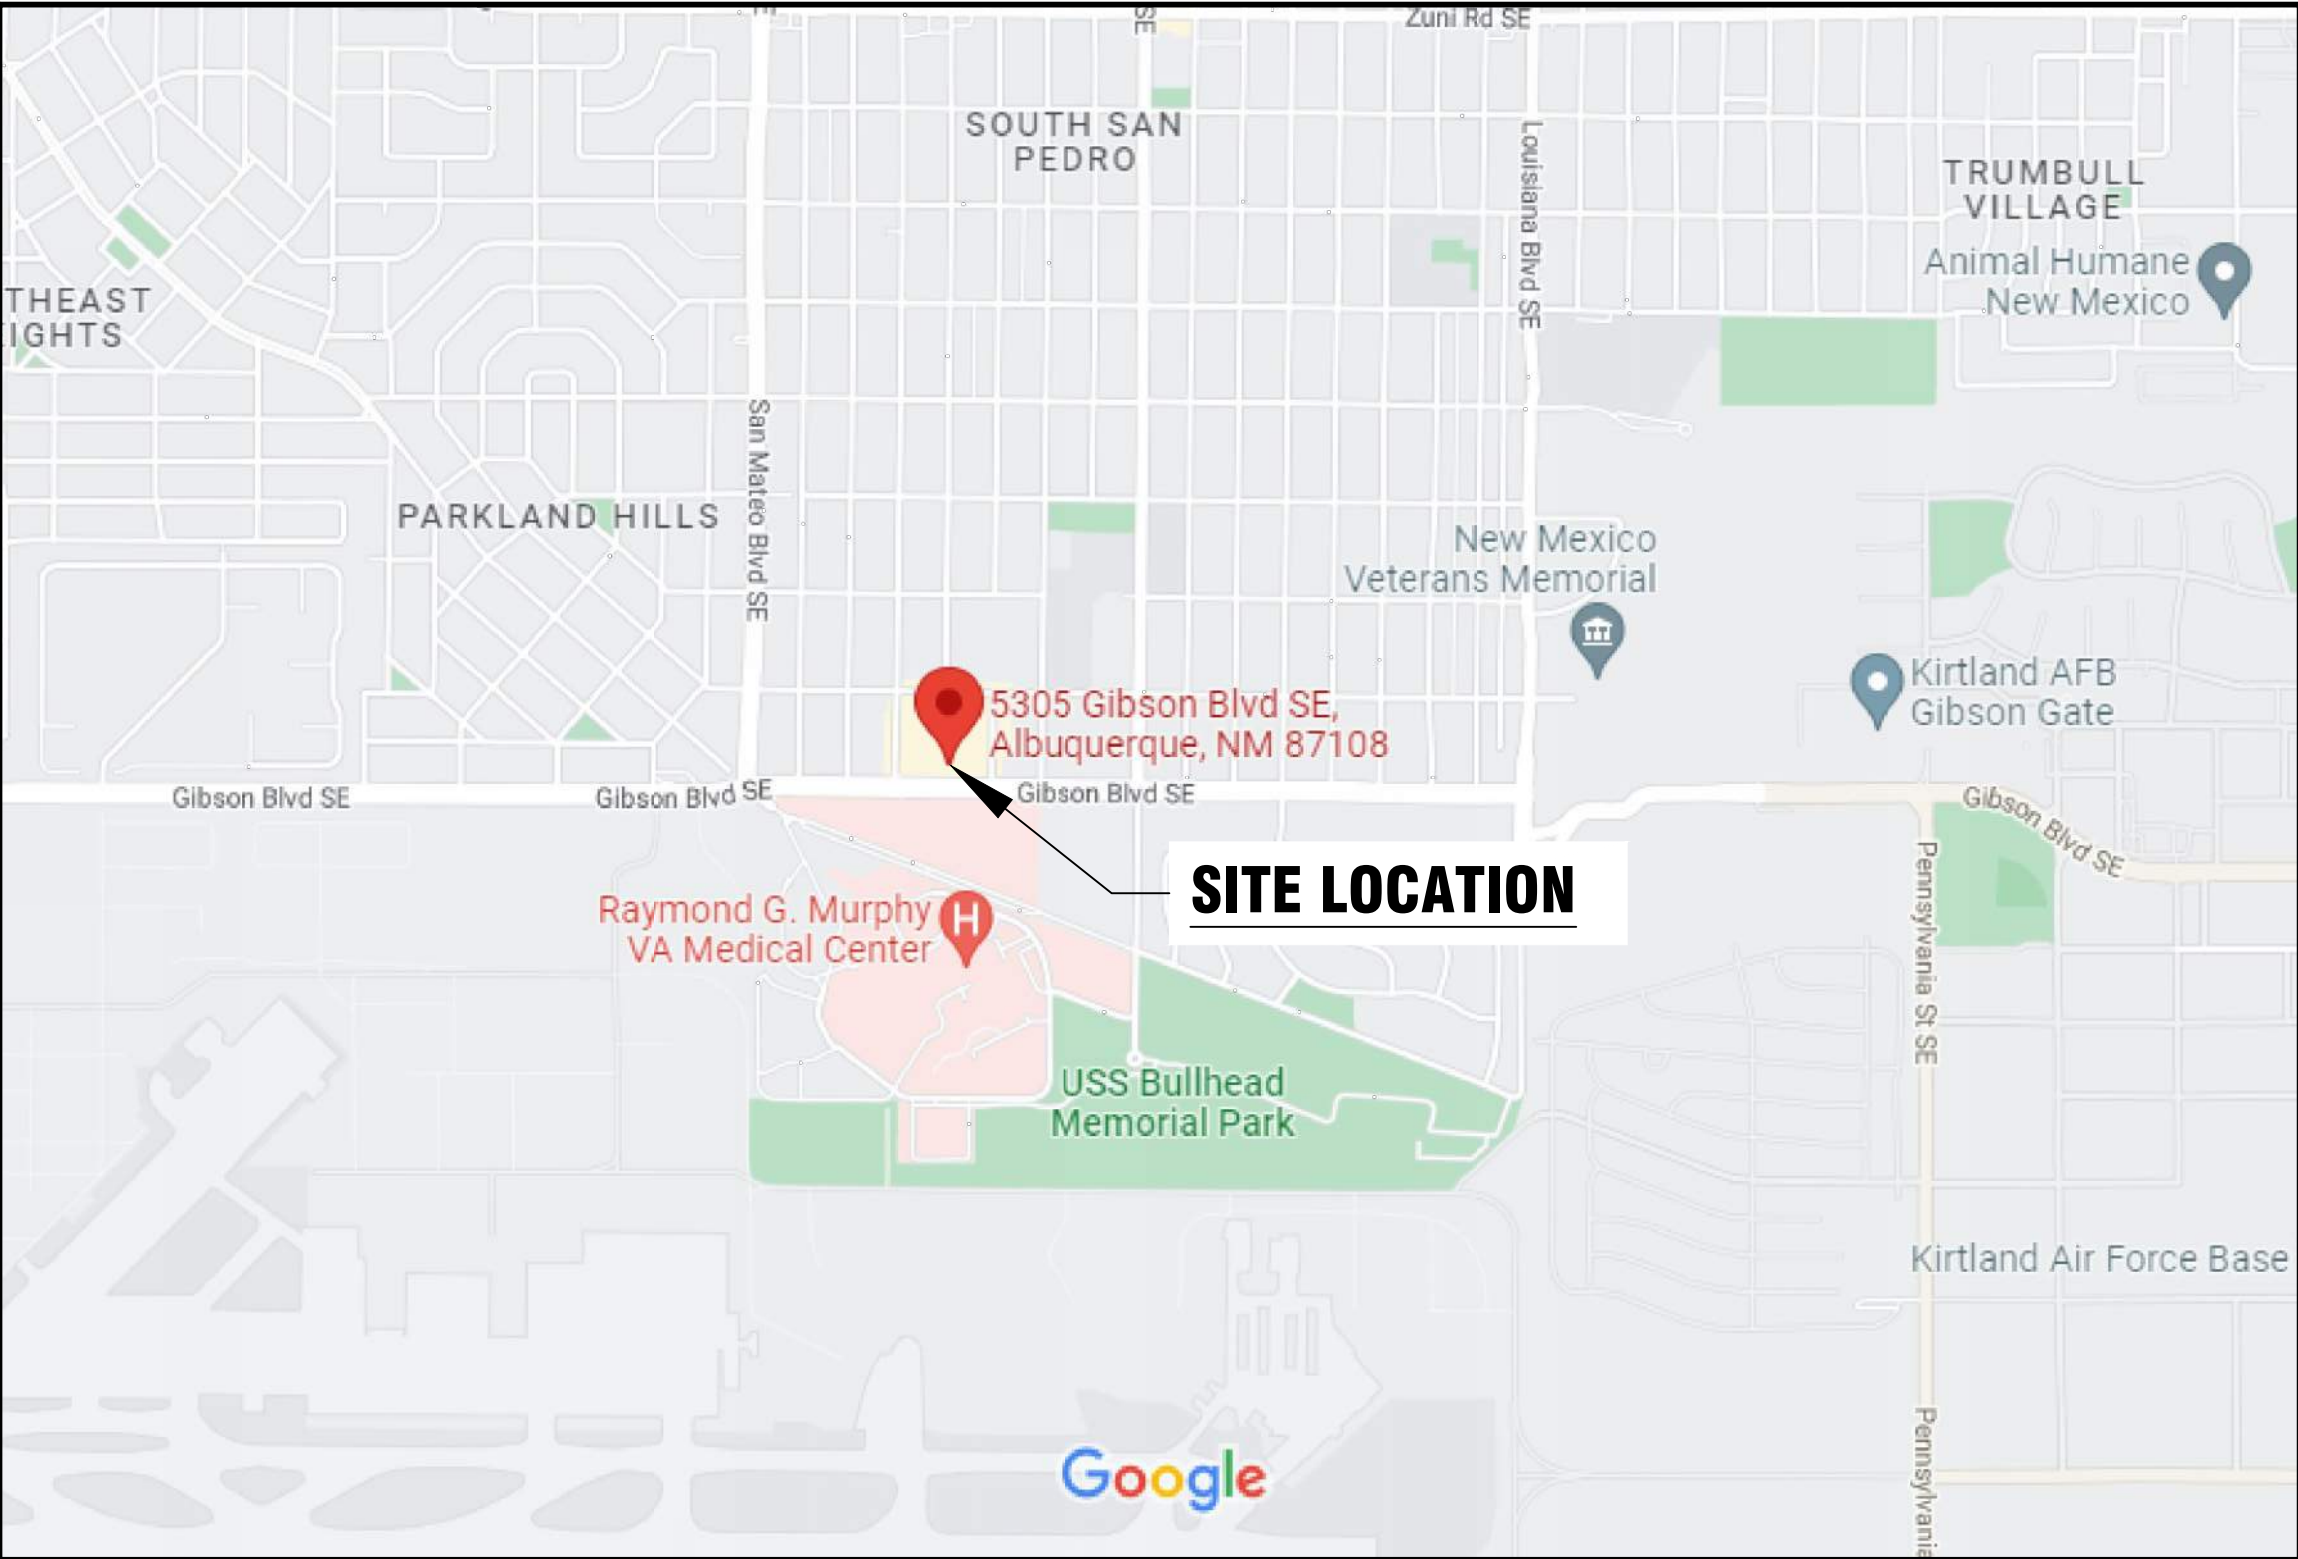 SE
SE
Zuni Rd SE
SOUTH SAN
PEDRO
Louisiana Blvd SE
TRUMBULL
VILLAGE
Animal Humane
New Mexico
THEAST
IGHTS
San Mateo Blvd SE
PARKLAND HILLS
New Mexico
Veterans Memorial
Kirtland AFB
Gibson Gate
5305 Gibson Blvd SE,
Albuquerque, NM 87108
Gibson Blvd SE
Gibson Blvd SE
Gibson Blvd SE
Gibson Blvd SE
SITE LOCATION
Pennsylvania St SE
Raymond G. Murphy
VA Medical Center
H
USS Bullhead
Memorial Park
Kirtland Air Force Base
Pennsylvania
Google